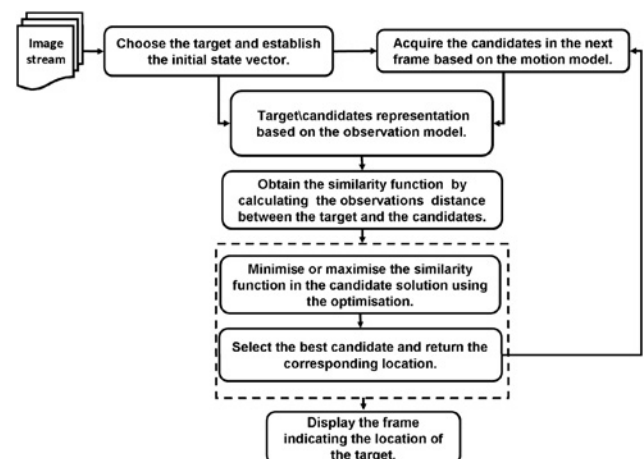 Image
stream
Choose the target and establish
the initial state vector.
Acquire the candidates in the next
frame based on the motion model.
Target\candidates representation
based on the observation model.
Obtain the similarity function by
calculating the observations distance
between the target and the candidates.
Minimise or maximise the similarity
function in the candidate solution using
the optimisation.
Select the best candidate and return the
corresponding location.
Display the frame
indicating the location of
the target.